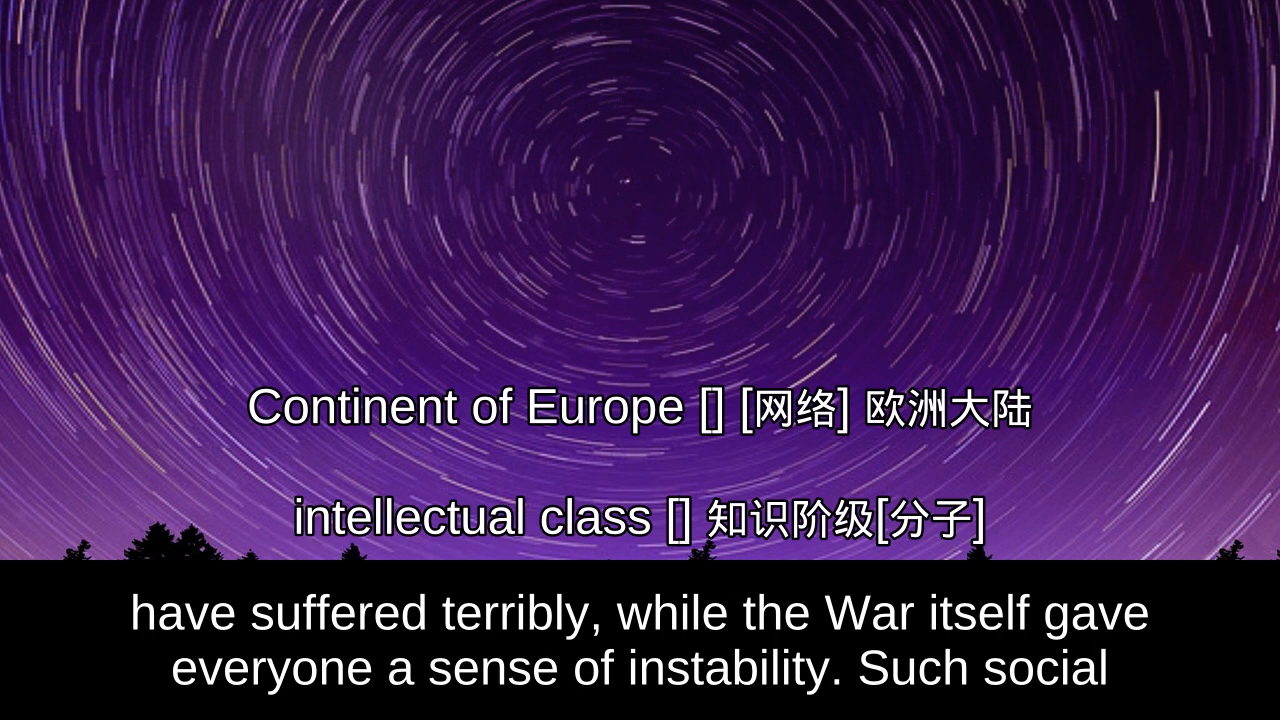 Continent of Europe [] [网络] 欧洲大陆
intellectual class [] 知识阶级[分子]
have suffered terribly, while the War itself gave
everyone a sense of instability. Such social